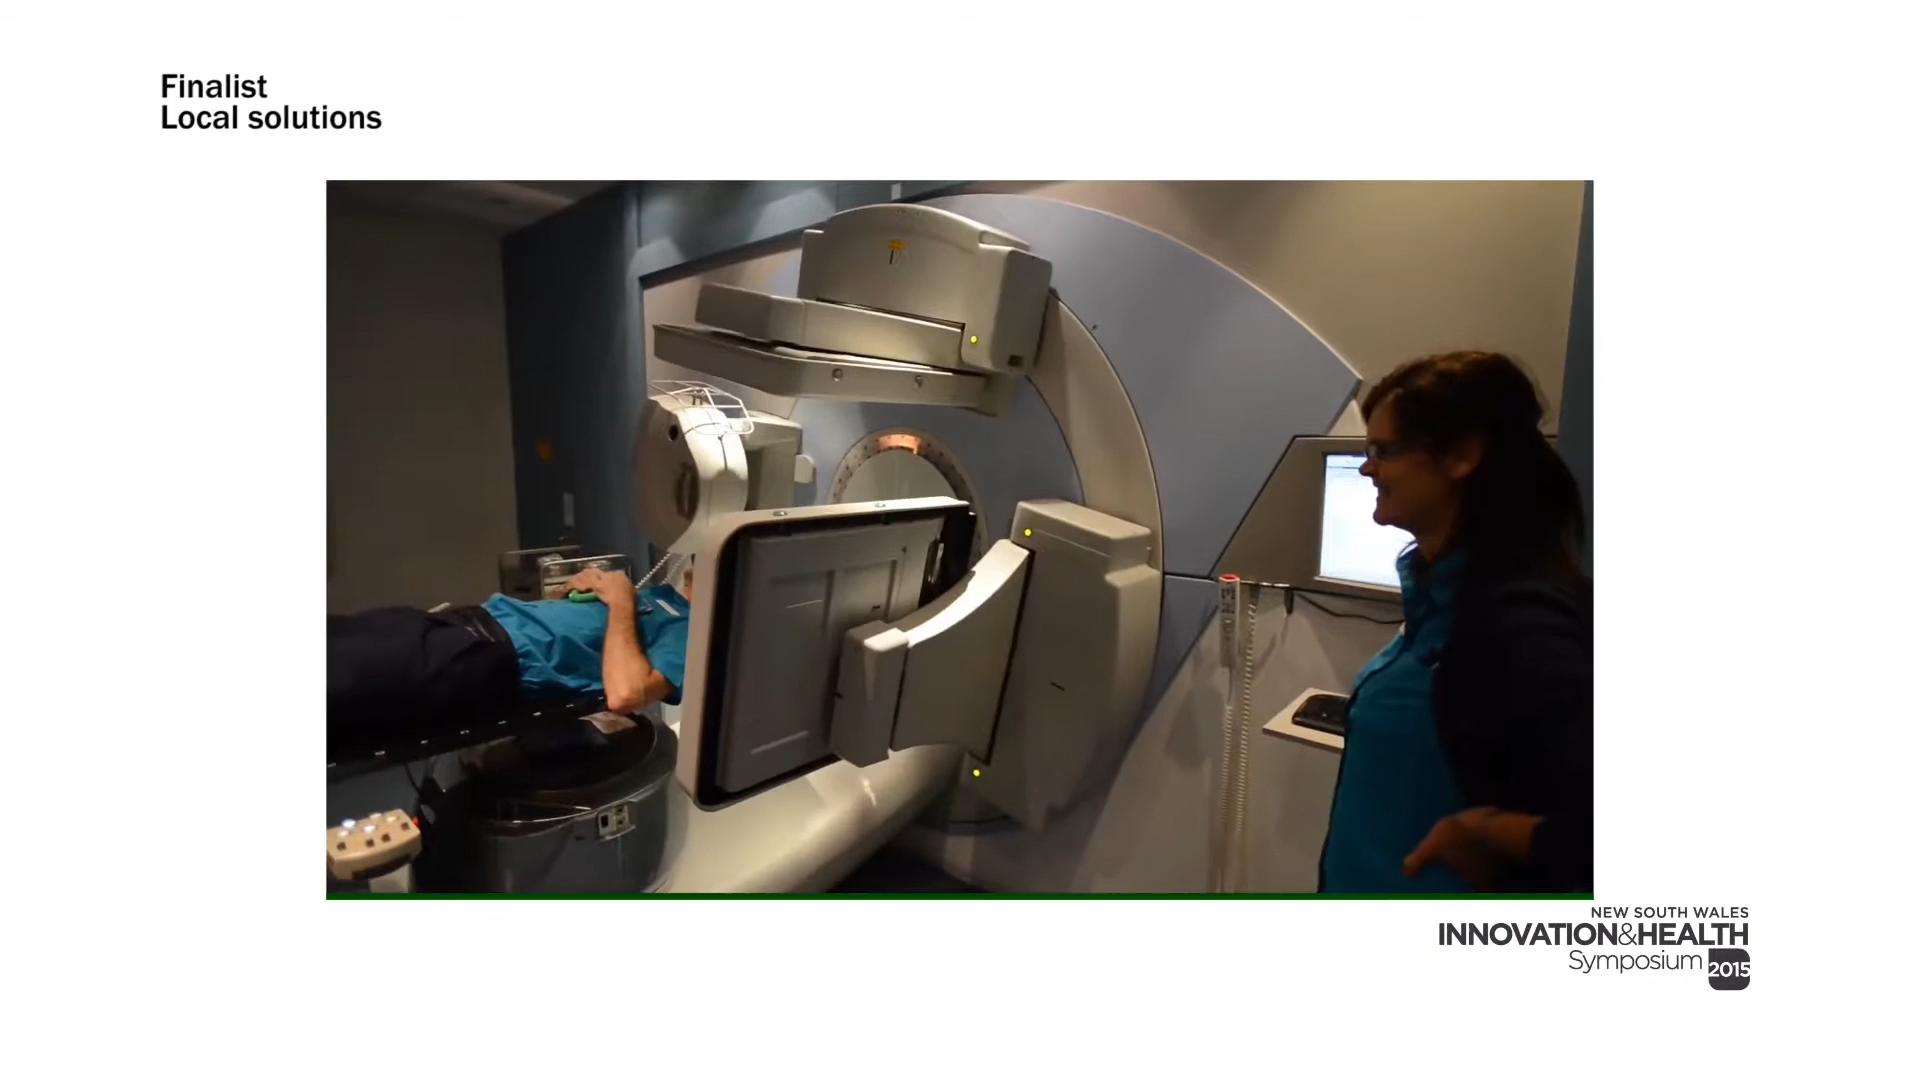 Finalist
Local solutions
NEW SOUTH WALES
INNOVATION&HEALTH
Symposium 2015